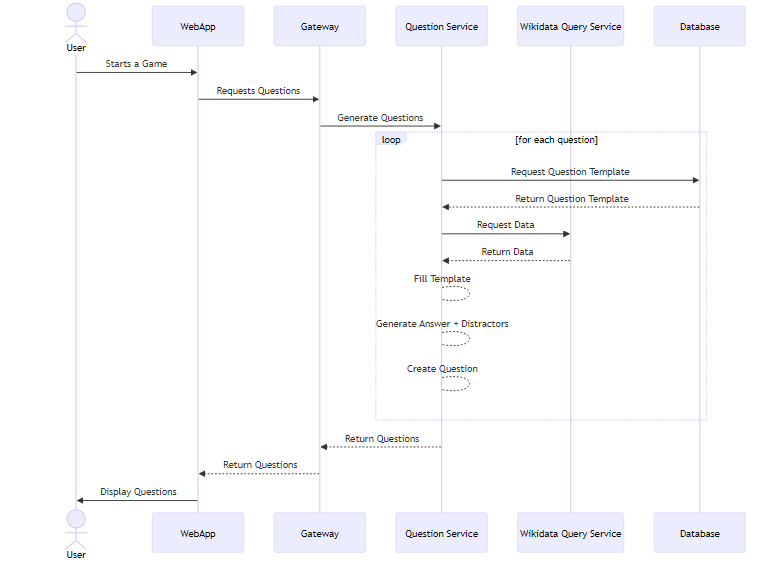 User
WebApp
Gateway
Question Service
Wikidata Query Service
Database
Starts a Game
Requests Questions
Generate Questions
loop
[for each question]
Request Question Template
Return Question Template
Request Data
Return Data
Fill Template
Generate Answer + Distractors
Create Question
Return Questions
Return Questions
Display Questions
User
WebApp
Gateway
Question Service
Wikidata Query Service
Database